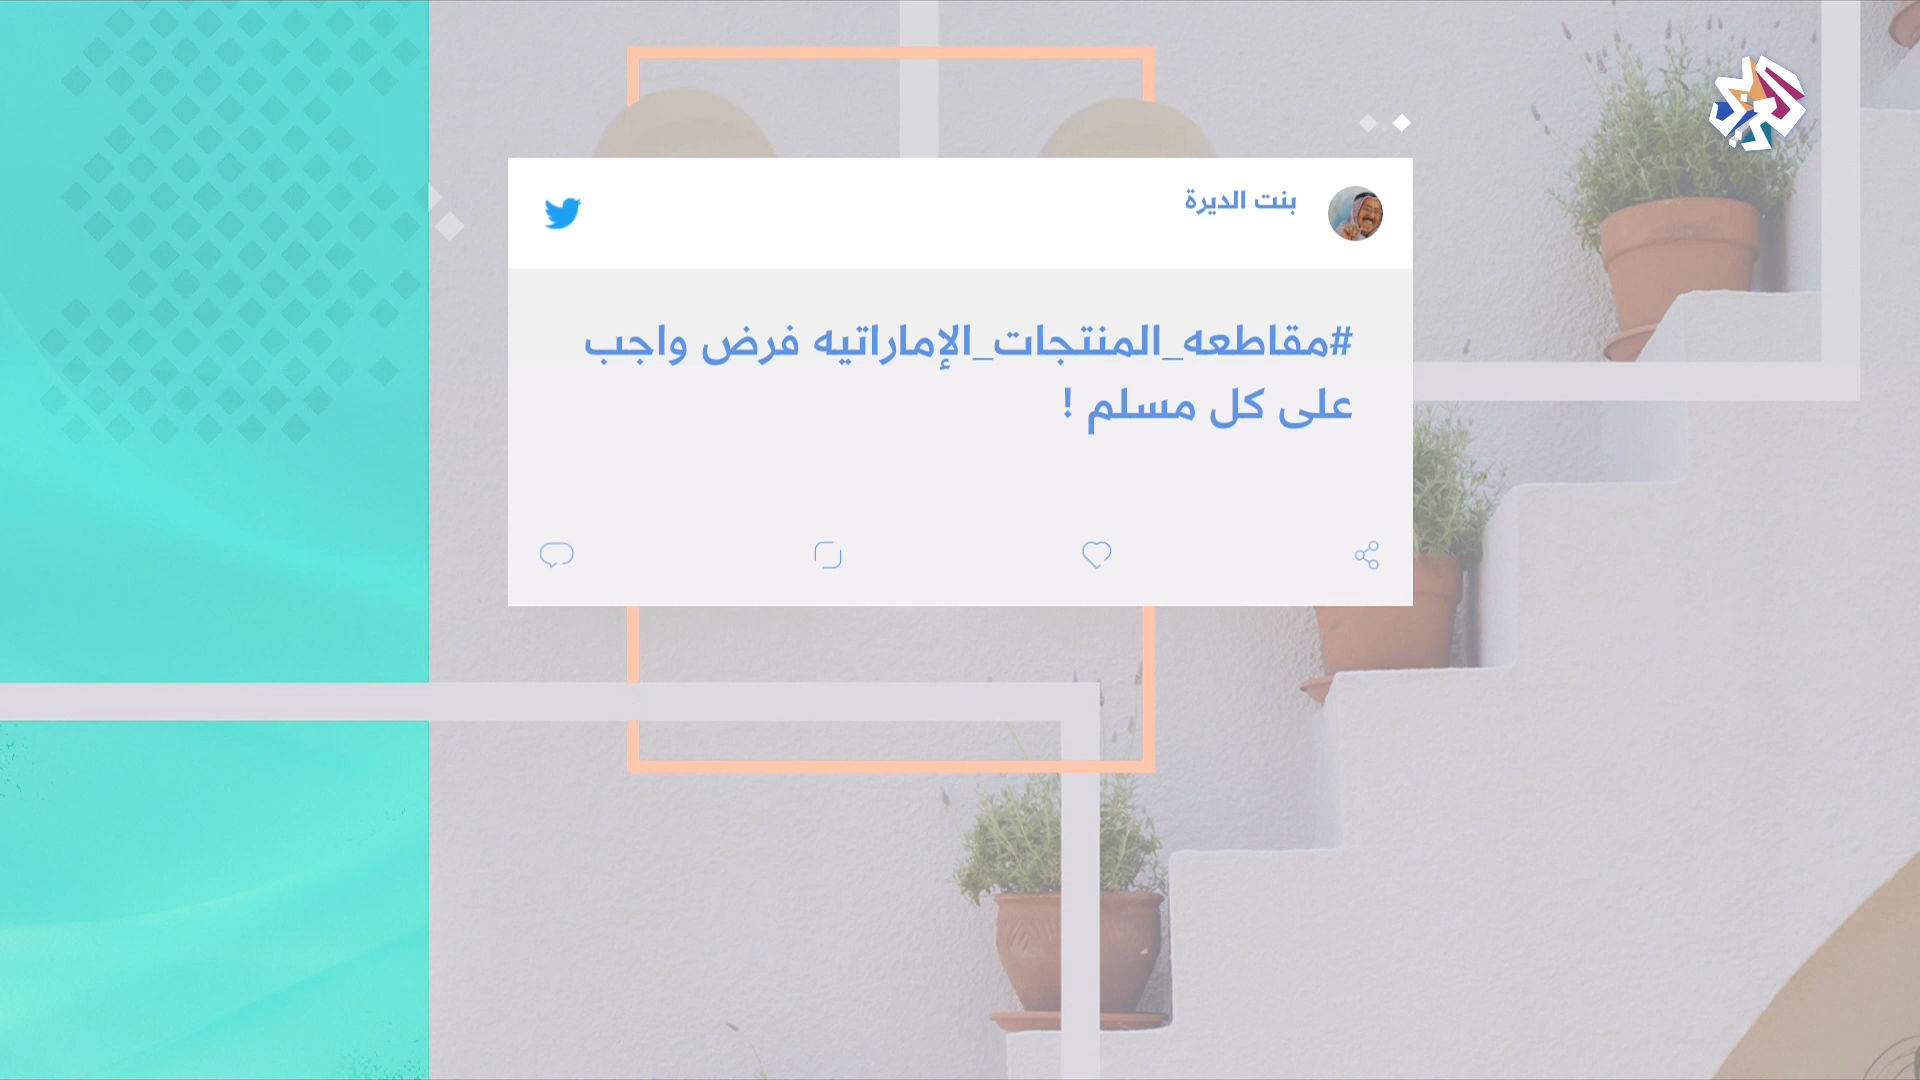 بنت الديرة
#مقاطعه_المنتجات_الإماراتيه فرض واجب
على كل مسلم !